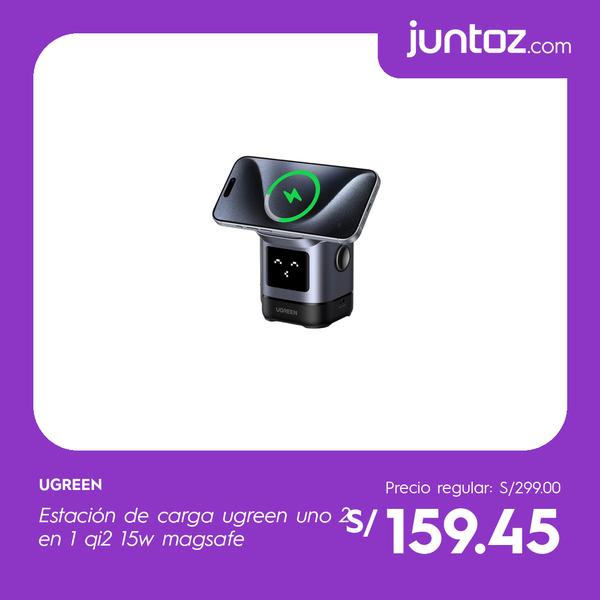 juntoz.com
UGREEN
UGREEN
Precio regular: S/299.00
Estación de carga ugreen uno 2
en 1 qi2 15w magsafe
S/159.45